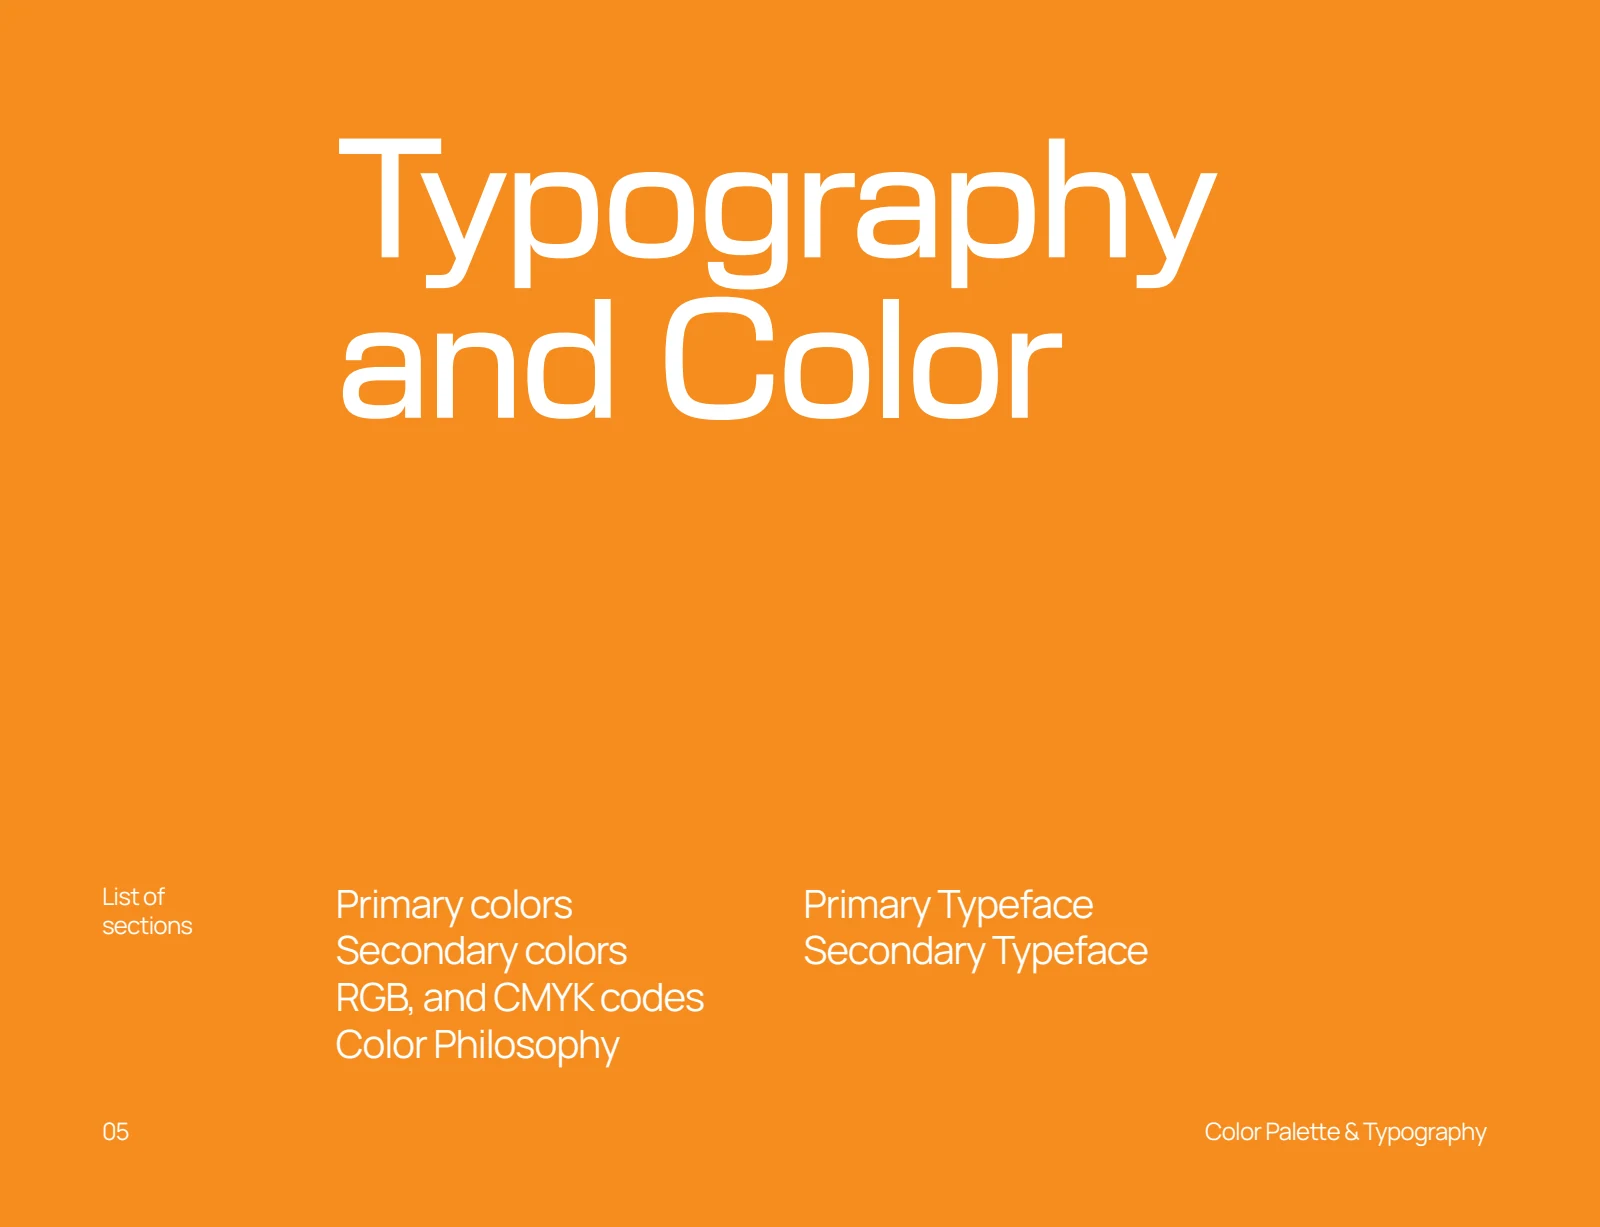 Typography
and Color
List of
sections
Primary colors
Secondary colors
RGB, and CMYK codes
Color Philosophy
Primary Typeface
Secondary Typeface
05
Color Palette & Typography